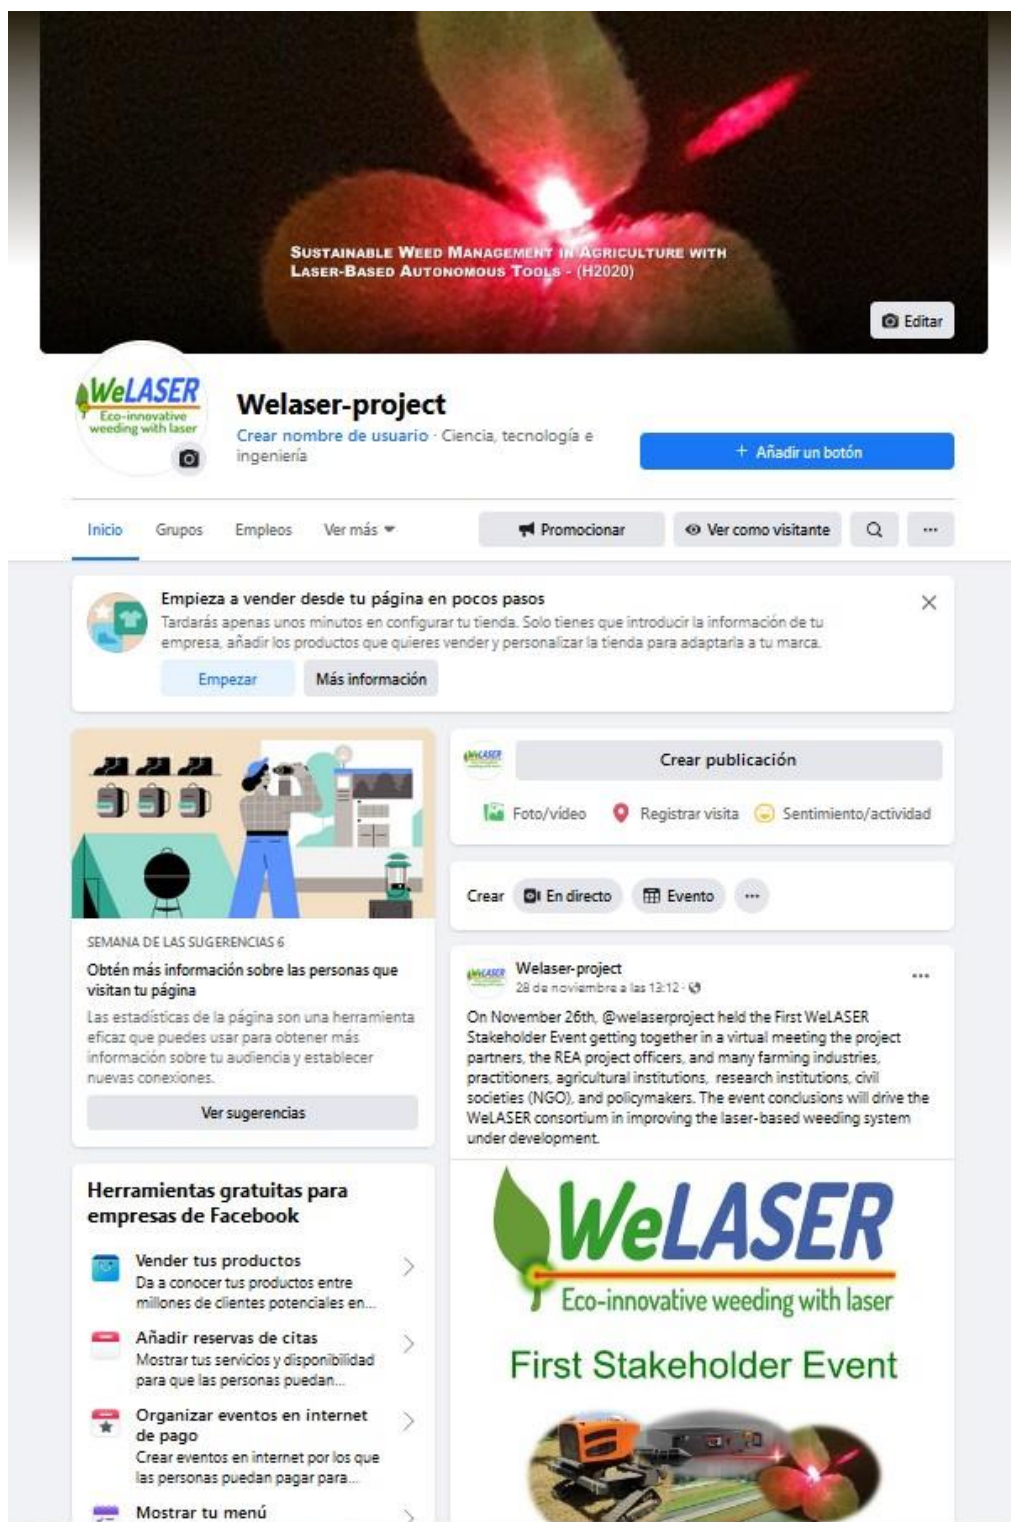 SUSTAINABLE WEED MANAGEMENT IN AGRICULTURE WITH
LASER-BASED AUTONOMOUS TOOLS - (H2020)
Editar
WeLASER
Eco-innovative
weeding with laser
Welaser-project
Crear nombre de usuario · Ciencia, tecnología e
ingeniería
+ Añadir un botón
Inicio
Grupos
Empleos
Ver más
Promocionar
Ver como visitante
Empieza a vender desde tu página en pocos pasos
Tardarás apenas unos minutos en configurar tu tienda. Solo tienes que introducir la información de tu
empresa, añadir los productos que quieres vender y personalizar la tienda para adaptarla a tu marca.
Empezar
Más información
SEMANA DE LAS SUGERENCIAS 6
Obtén más información sobre las personas que
visitan tu página
Las estadísticas de la página son una herramienta
eficaz que puedes usar para obtener más
información sobre tu audiencia y establecer
nuevas conexiones.
Ver sugerencias
Herramientas gratuitas para
empresas de Facebook
Vender tus productos
Da a conocer tus productos entre
millones de clientes potenciales en...
Añadir reservas de citas
Mostrar tus servicios y disponibilidad
para que las personas puedan...
Organizar eventos en internet
de pago
Crear eventos en internet por los que
las personas puedan pagar para...
Mostrar tu menú
WeLASER
Crear publicación
Foto/vídeo
Registrar visita
Sentimiento/actividad
Crear
En directo
Evento
WeLASER
Welaser-project
28 de noviembre a las 13:12 ·
On November 26th, @welaserproject held the First WeLASER
Stakeholder Event getting together in a virtual meeting the project
partners, the REA project officers, and many farming industries,
practitioners, agricultural institutions, research institutions, civil
societies (NGO), and policymakers. The event conclusions will drive the
WeLASER consortium in improving the laser-based weeding system
under development.
WeLASER
Eco-innovative weeding with laser
First Stakeholder Event